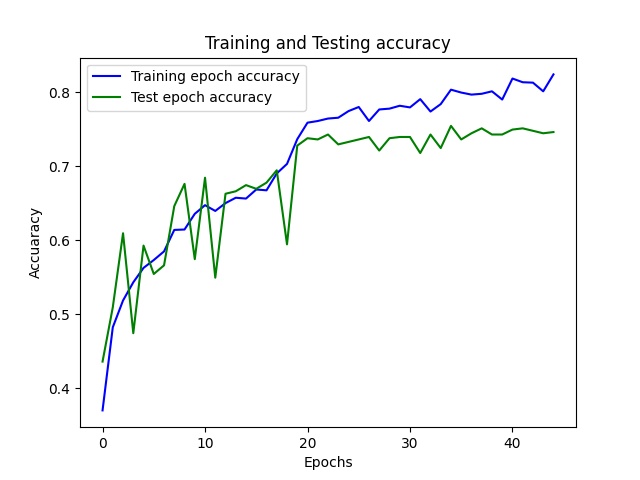 Training and Testing accuracy
Training epoch accuracy
Test epoch accuracy
0.8
0.7
0.6
0.5
0.4
Accuaracy
0 10 20 30 40
Epochs